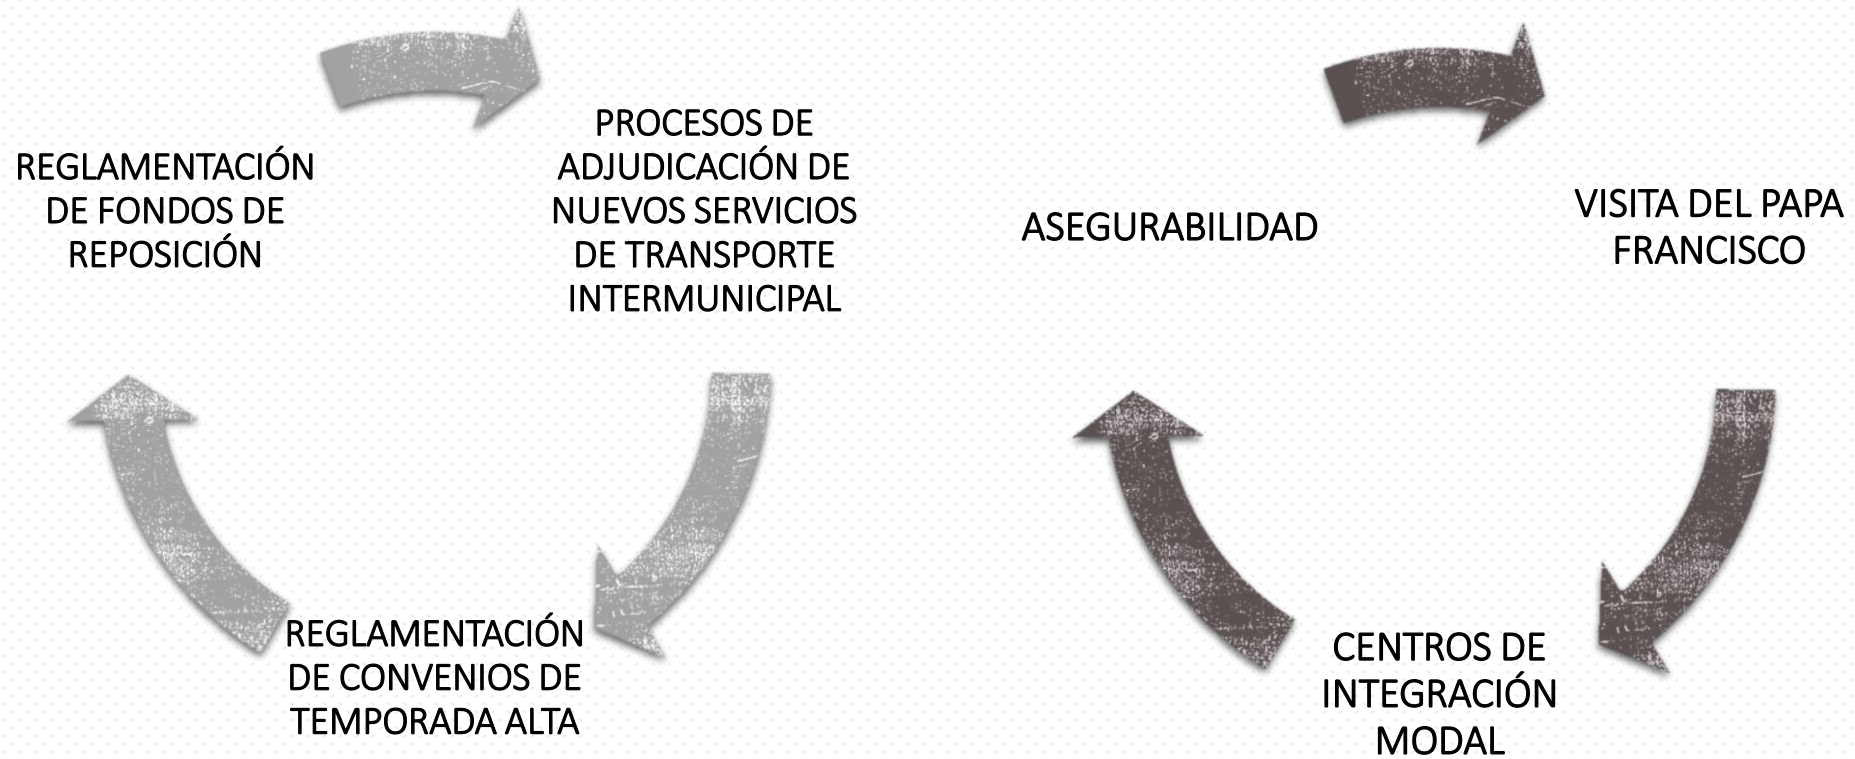 REGLAMENTACIÓN
DE FONDOS DE
REPOSICIÓN
PROCESOS DE
ADJUDICACIÓN DE
NUEVOS SERVICIOS
DE TRANSPORTE
INTERMUNICIPAL
REGLAMENTACIÓN
DE CONVENIOS DE
TEMPORADA ALTA
ASEGURABILIDAD
VISITA DEL PAPA
FRANCISCO
CENTROS DE
INTEGRACIÓN
MODAL